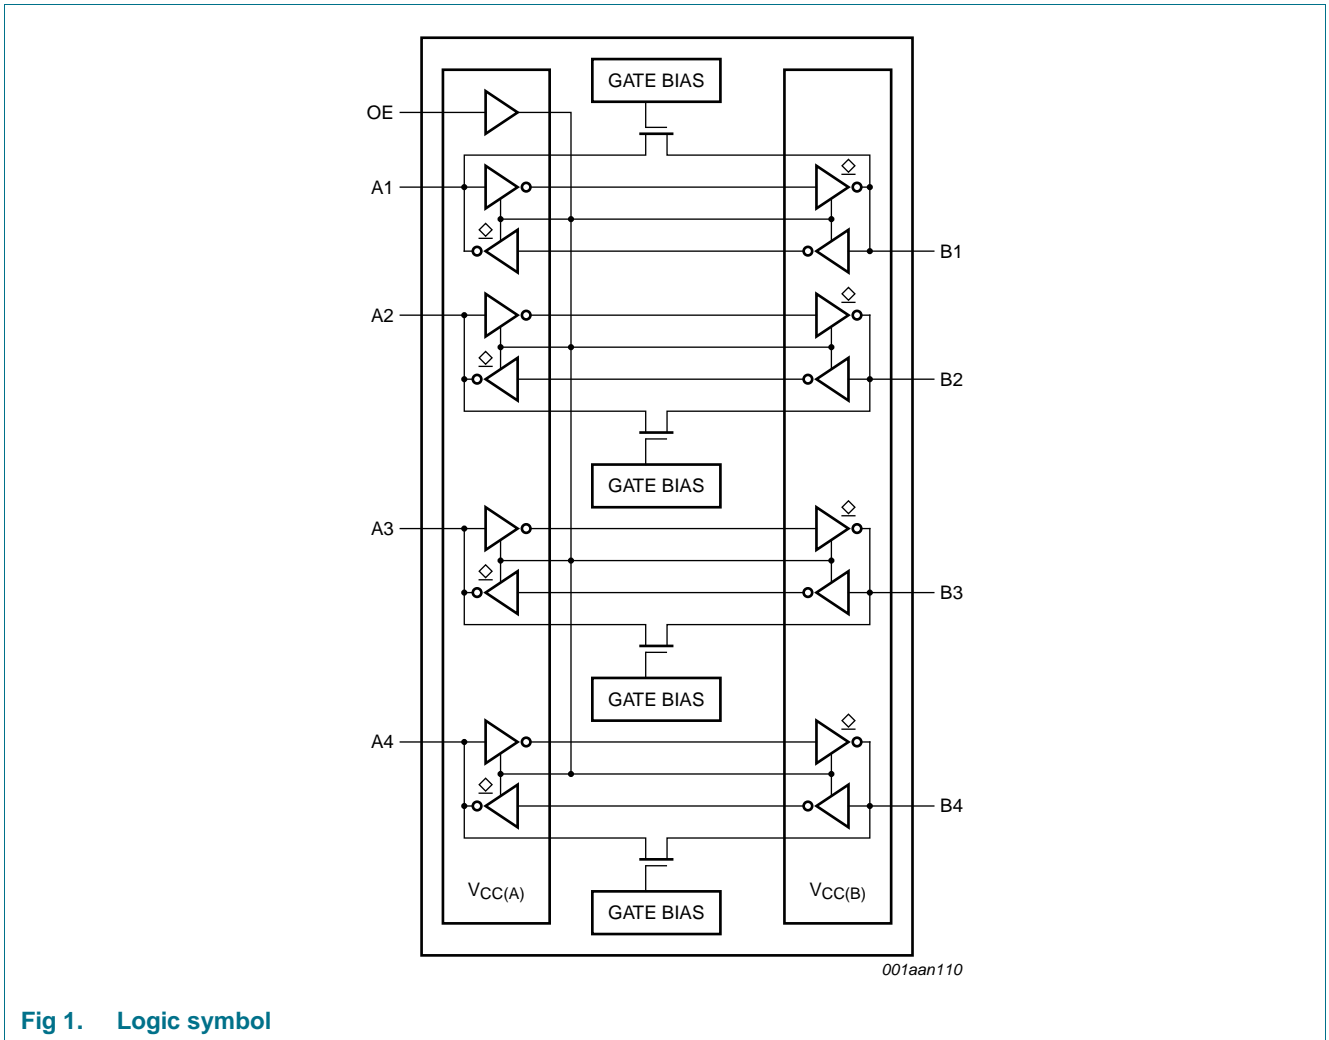 GATE BIAS
OE
A1
B1
A2
B2
GATE BIAS
A3
B3
GATE BIAS
A4
B4
VCC(A)
VCC(B)
GATE BIAS
001aan110
Fig 1. Logic symbol